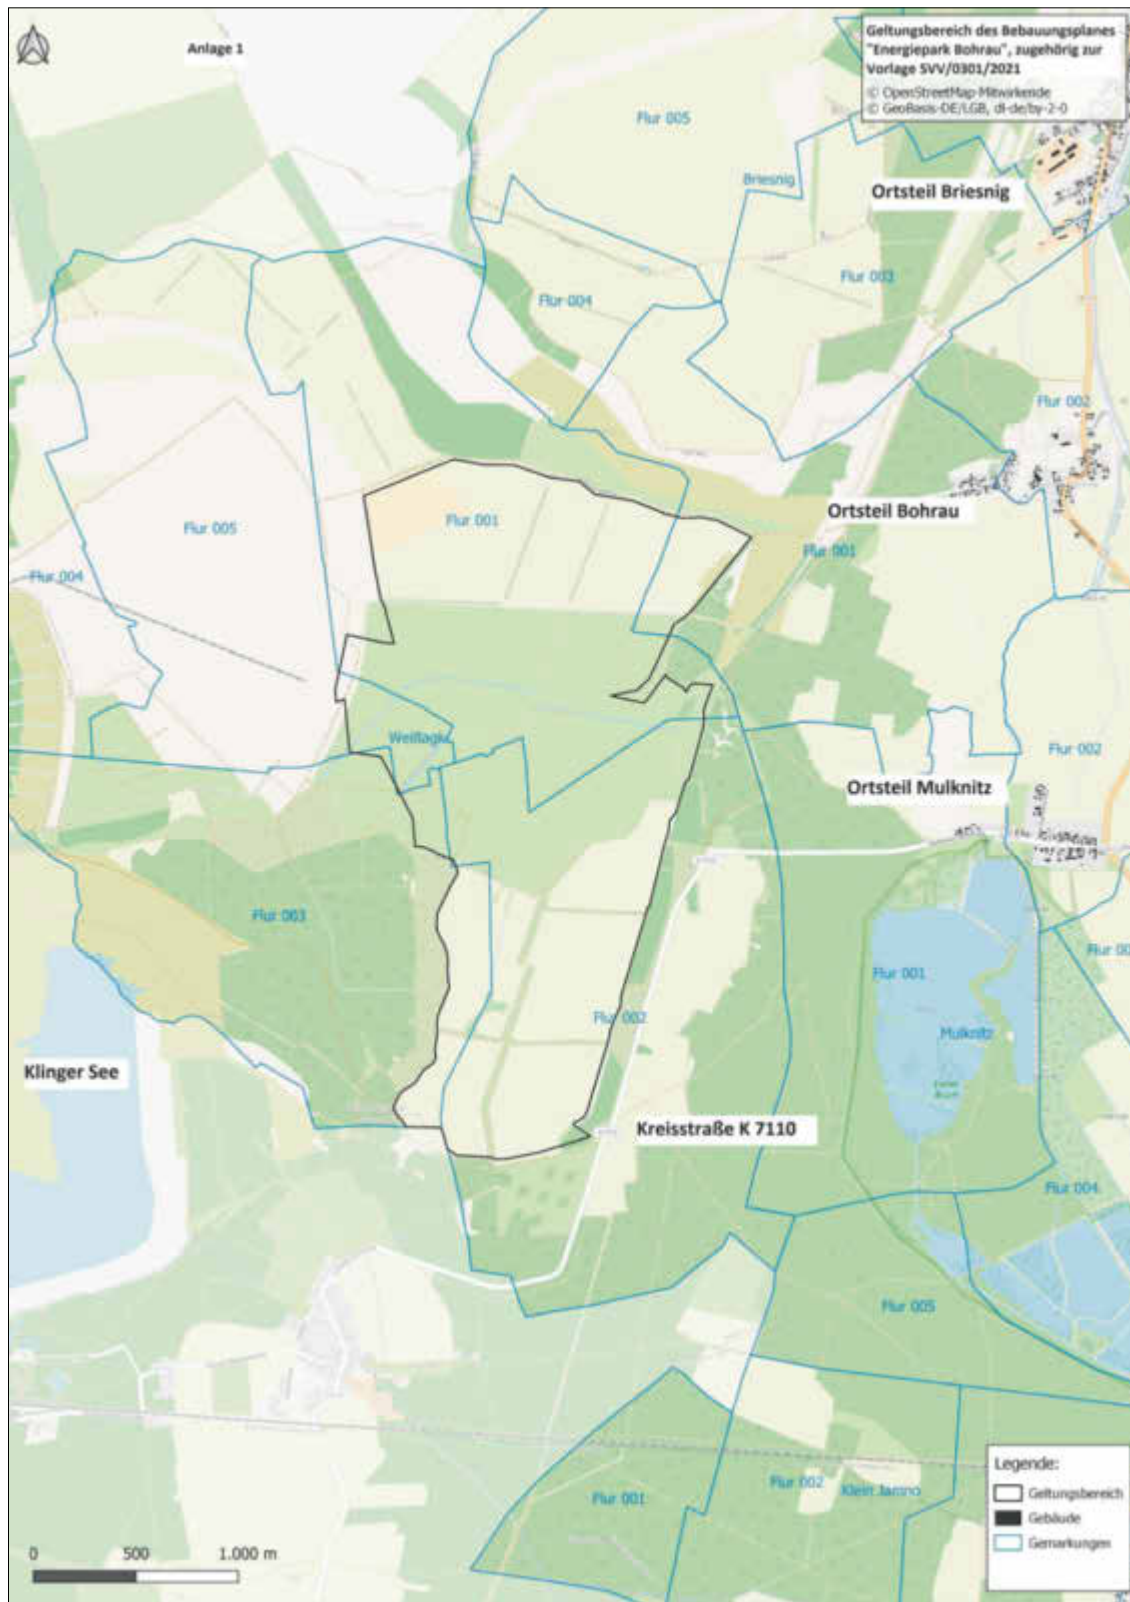 Anlage 1
Geltungsbereich des Bebauungsplanes
"Energiepark Bohrau", zugehörig zur
Vorlage SVV/0301/2021
© OpenStreetMap-Mitwirkende
© GeoBasis-DE/LGB, dl-de/by-2-0
Flur 005
Briesnig
Ortsteil Briesnig
Flur 003
Flur 004
Flur 002
Flur 001
Flur 005
Ortsteil Bohrau
Flur 001
Flur 004
Weißagk
Flur 002
Ortsteil Mulknitz
Flur 003
Flur 001
Flur 002
Mulknitz
Klinger See
Kreisstraße K 7110
Flur 004
Flur 005
Flur 002
Klein Jamno
Flur 001
Legende:
Geltungsbereich
Gebäude
Gemarkungen
0 500 1.000 m